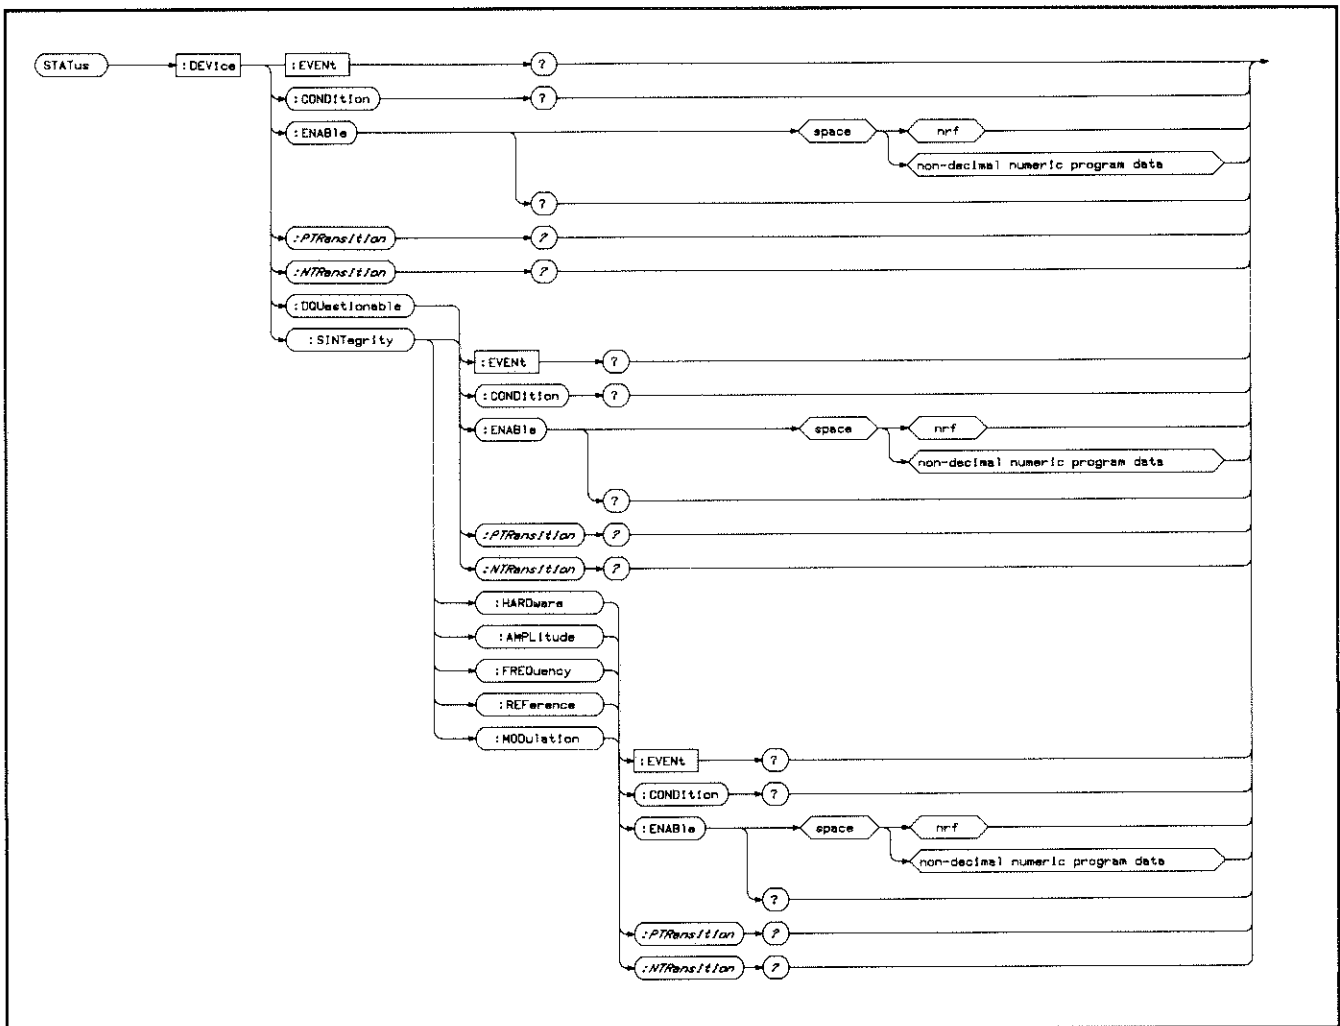 STATus :DEVIce :EVENt ?
:CONDItIon ?
:ENABle space nrf
non-decimal numeric program data
?
:PTRansItIon ?
:NTRansItIon ?
:DQUestIonable
:SINTegrity
:EVENt ?
:CONDItIon ?
:ENABle space nrf
non-decimal numeric program data
?
:PTRansItIon ?
:NTRansItIon ?
:HARDware
:AMPLItude
:FREQuency
:REFerence
:MODulatIon
:EVENt ?
:CONDItIon ?
:ENABle space nrf
non-decimal numeric program data
?
:PTRansItIon ?
:NTRansItIon ?